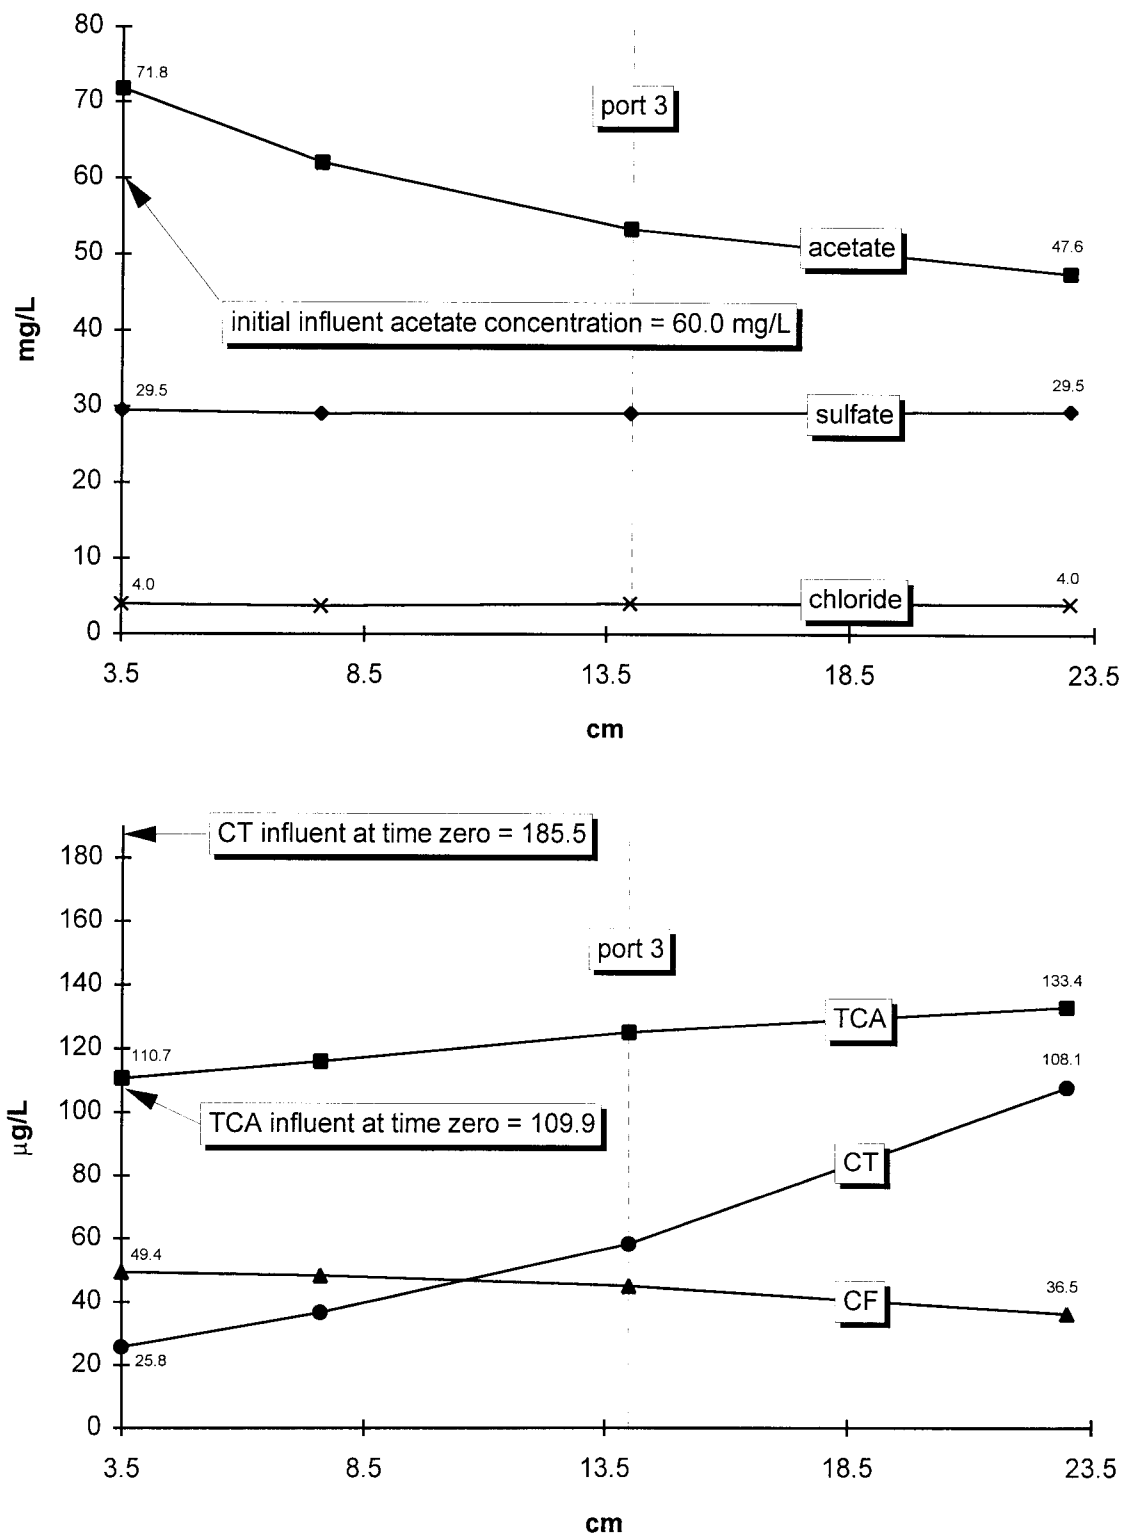 80
71.8
70
port 3
60
50
acetate
47.6
initial influent acetate concentration = 60.0 mg/L
40
mg/L
29.5
29.5
30
sulfate
20
10
4.0
4.0
chloride
0
3.5 8.5 13.5 18.5 23.5
cm
CT influent at time zero = 185.5
180
160
port 3
140
133.4
TCA
120
110.7
108.1
TCA influent at time zero = 109.9
100
µg/L
CT
80
60
49.4
36.5
CF
40
25.8
20
0
3.5 8.5 13.5 18.5 23.5
cm